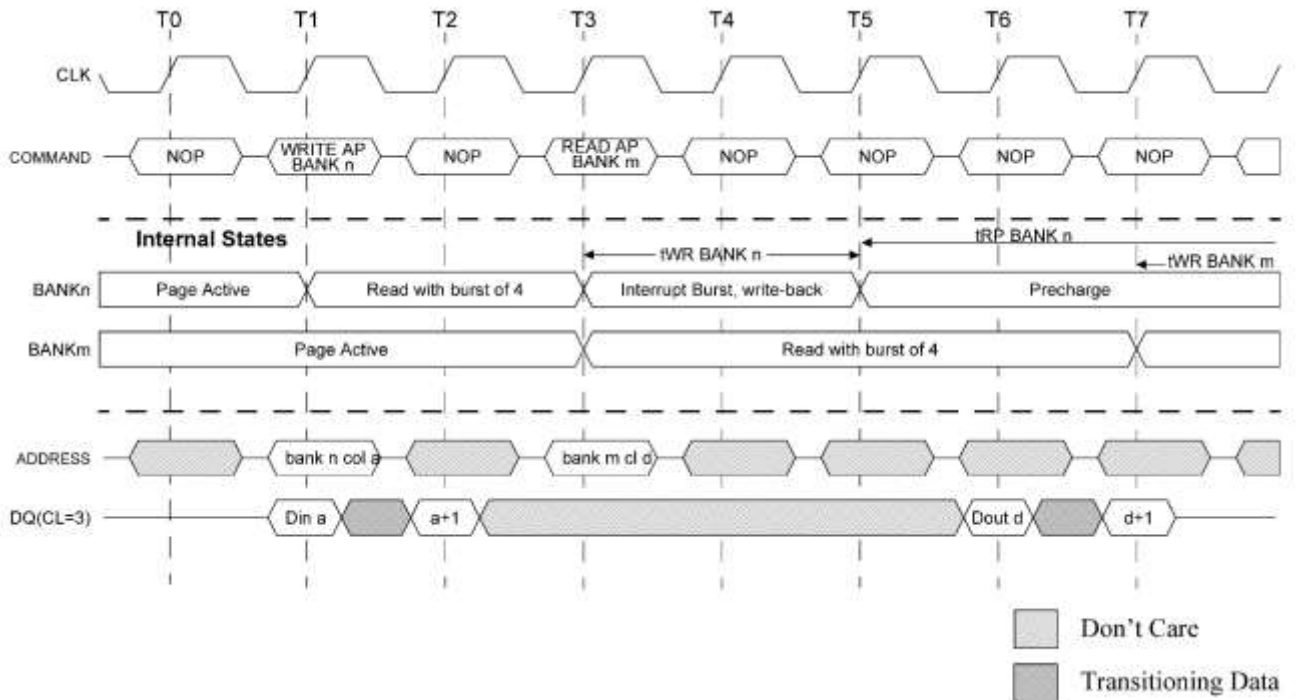 T0 T1 T2 T3 T4 T5 T6 T7
CLK
COMMAND NOP WRITE AP BANK n NOP READ AP BANK m NOP NOP NOP NOP
Internal States
tRP BANK n
tWR BANK n
tWR BANK m
BANKn Page Active Read with burst of 4 Interrupt Burst, write-back Precharge
BANKm Page Active Read with burst of 4
ADDRESS bank n col a bank m cl d
DQ(CL=3) Din a a+1 Dout d d+1
Don't Care
Transitioning Data